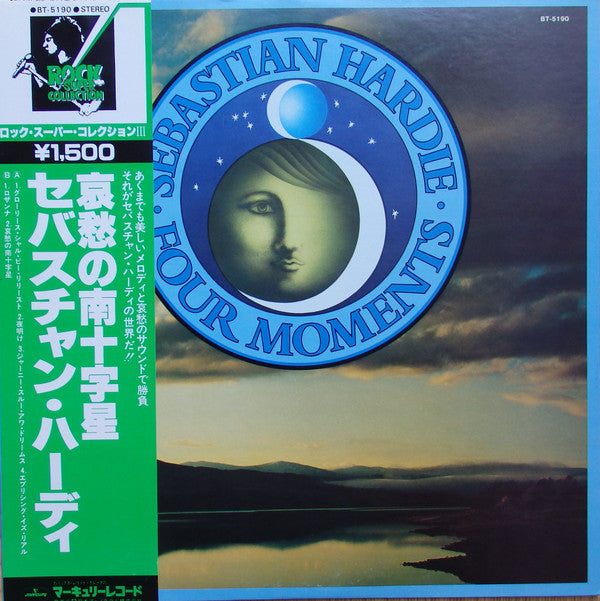 ●BT-5190●STEREO
ROCK
SUPER
COLLECTION
ロック・スーパー・コレクションIII
¥1,500
あくまでも美しいメロディと哀愁のサウンドで勝負
それがセバスチャン・ハーディの世界だ!!
哀愁の南十字星
セバスチャン・ハーディ
A 1.グローリーズ・シャル・ビー・リリースト 2.夜明け 3.ジャーニー・スルー・アワ・ドリームス 4.エブリシング・イズ・リアル
B 1.ロザンナ 2.哀愁の南十字星
マーキュリーレコード
BT-5190
SEBASTIAN HARDIE
FOUR MOMENTS